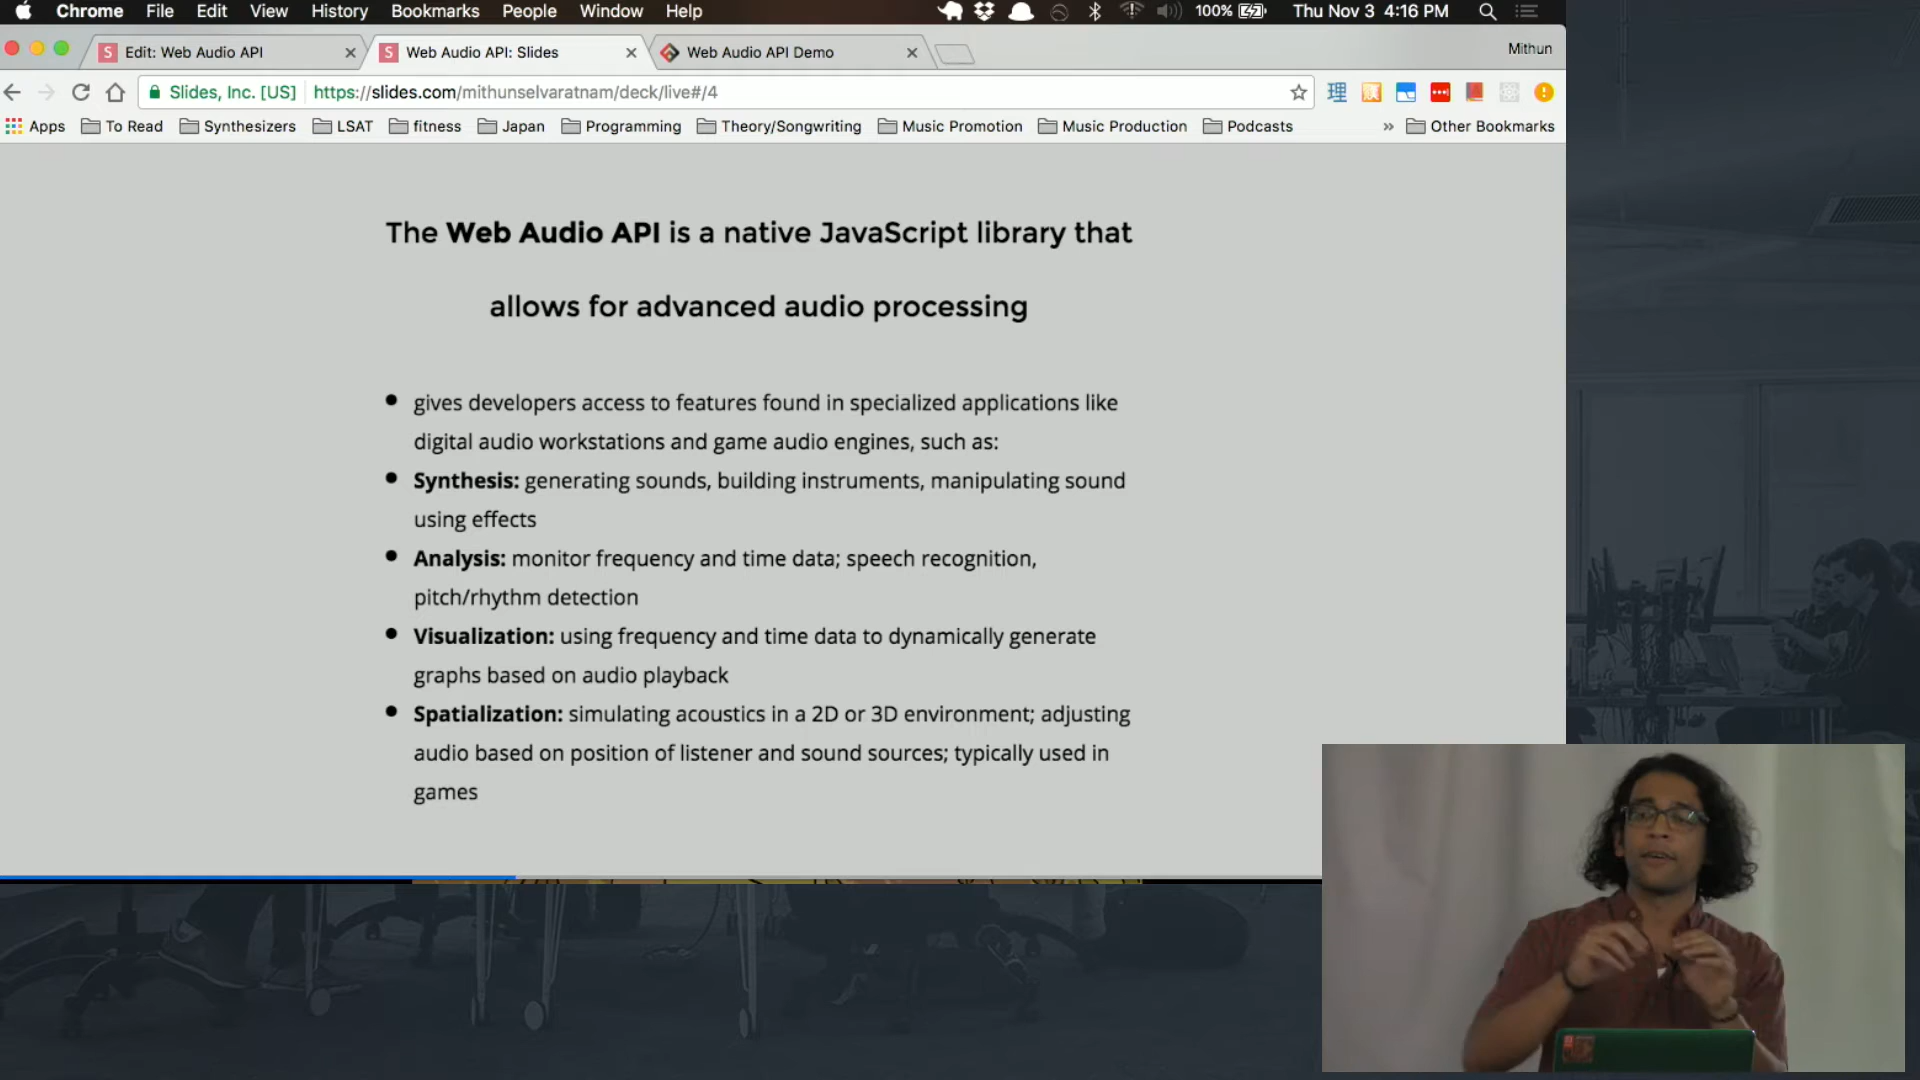 Chrome File Edit View History Bookmarks People Window Help 100% Thu Nov 3 4:16 PM
S Edit: Web Audio API S Web Audio API: Slides Web Audio API Demo Mithun
Slides, Inc. [US] https://slides.com/mithunselvaratnam/deck/live#/4 理
Apps To Read Synthesizers LSAT fitness Japan Programming Theory/Songwriting Music Promotion Music Production Podcasts » Other Bookmarks
The Web Audio API is a native JavaScript library that
allows for advanced audio processing
• gives developers access to features found in specialized applications like
digital audio workstations and game audio engines, such as:
• Synthesis: generating sounds, building instruments, manipulating sound
using effects
• Analysis: monitor frequency and time data; speech recognition,
pitch/rhythm detection
• Visualization: using frequency and time data to dynamically generate
graphs based on audio playback
• Spatialization: simulating acoustics in a 2D or 3D environment; adjusting
audio based on position of listener and sound sources; typically used in
games